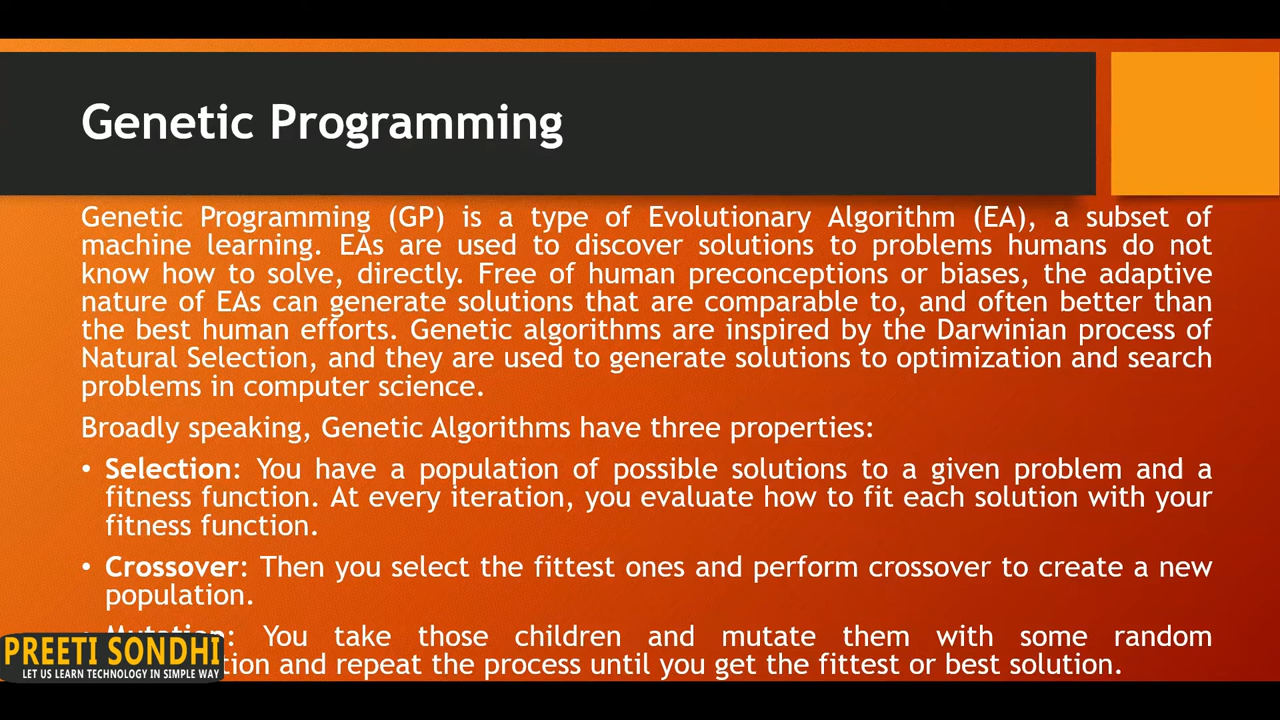 Genetic Programming
Genetic Programming (GP) is a type of Evolutionary Algorithm (EA), a subset of
machine learning. EAs are used to discover solutions to problems humans do not
know how to solve, directly. Free of human preconceptions or biases, the adaptive
nature of EAs can generate solutions that are comparable to, and often better than
the best human efforts. Genetic algorithms are inspired by the Darwinian process of
Natural Selection, and they are used to generate solutions to optimization and search
problems in computer science.
Broadly speaking, Genetic Algorithms have three properties:
• Selection: You have a population of possible solutions to a given problem and a
fitness function. At every iteration, you evaluate how to fit each solution with your
fitness function.
• Crossover: Then you select the fittest ones and perform crossover to create a new
population.
Mutation: You take those children and mutate them with some random
and repeat the process until you get the fittest or best solution.
PREETI SONDHI
LET US LEARN TECHNOLOGY IN SIMPLE WAY